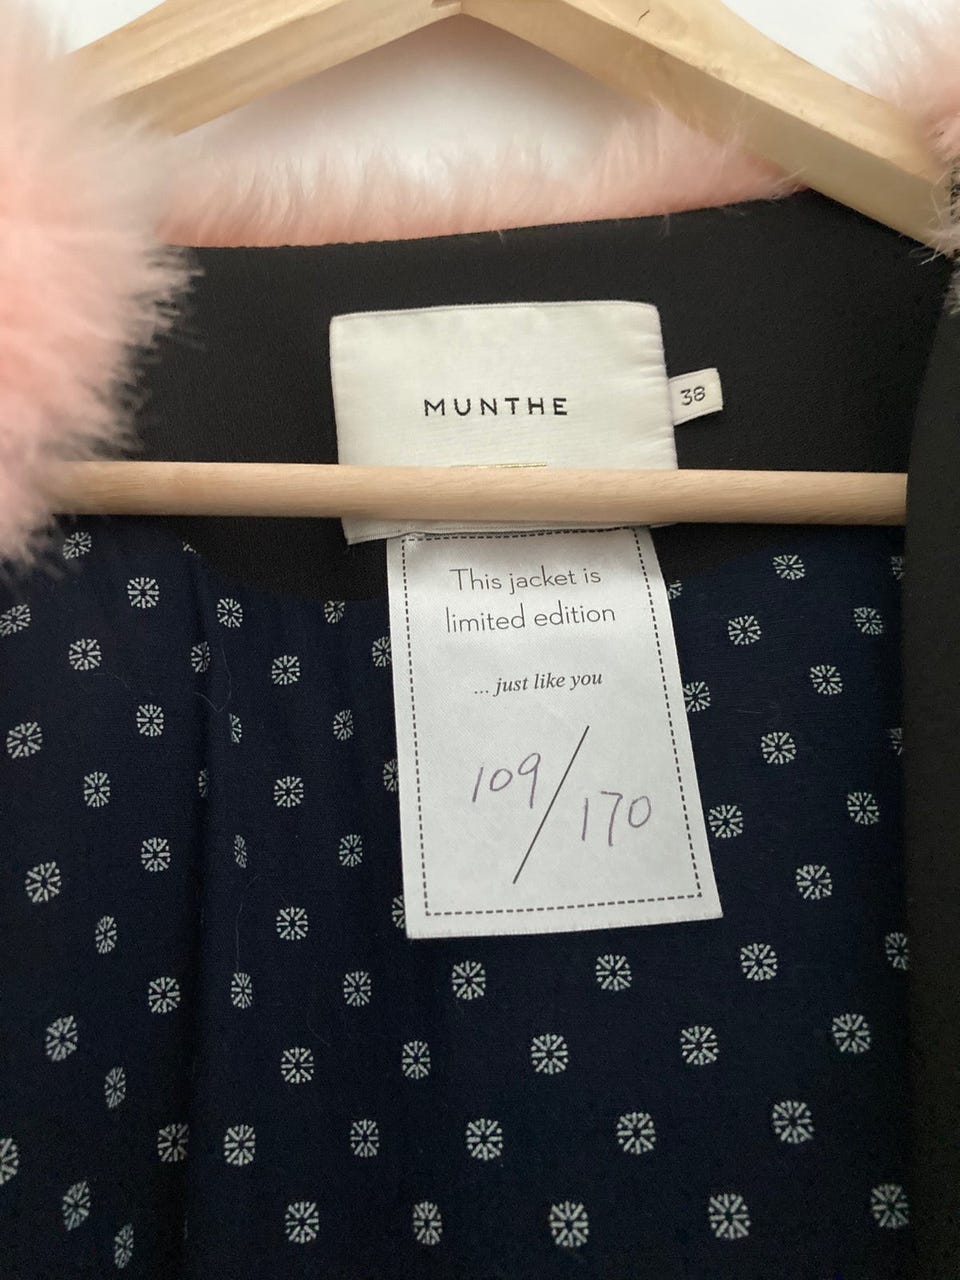 MUNTHE
38
This jacket is
limited edition
... just like you
109/170